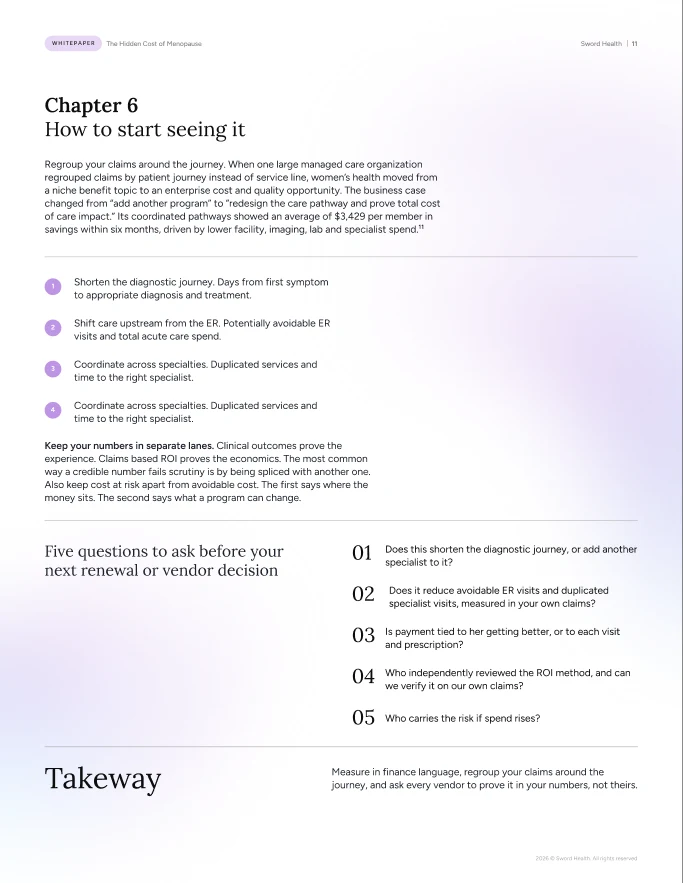 WHITEPAPER The Hidden Cost of Menopause
Sword Health | 11
Chapter 6
How to start seeing it
Regroup your claims around the journey. When one large managed care organization
regrouped claims by patient journey instead of service line, women’s health moved from
a niche benefit topic to an enterprise cost and quality opportunity. The business case
changed from “add another program” to “redesign the care pathway and prove total cost
of care impact.” Its coordinated pathways showed an average of $3,429 per member in
savings within six months, driven by lower facility, imaging, lab and specialist spend.¹¹
1 Shorten the diagnostic journey. Days from first symptom
to appropriate diagnosis and treatment.
2 Shift care upstream from the ER. Potentially avoidable ER
visits and total acute care spend.
3 Coordinate across specialties. Duplicated services and
time to the right specialist.
4 Coordinate across specialties. Duplicated services and
time to the right specialist.
Keep your numbers in separate lanes. Clinical outcomes prove the
experience. Claims based ROI proves the economics. The most common
way a credible number fails scrutiny is by being spliced with another one.
Also keep cost at risk apart from avoidable cost. The first says where the
money sits. The second says what a program can change.
Five questions to ask before your
next renewal or vendor decision
01 Does this shorten the diagnostic journey, or add another
specialist to it?
02 Does it reduce avoidable ER visits and duplicated
specialist visits, measured in your own claims?
03 Is payment tied to her getting better, or to each visit
and prescription?
04 Who independently reviewed the ROI method, and can
we verify it on our own claims?
05 Who carries the risk if spend rises?
Takeway
Measure in finance language, regroup your claims around the
journey, and ask every vendor to prove it in your numbers, not theirs.
2026 © Sword Health. All rights reserved